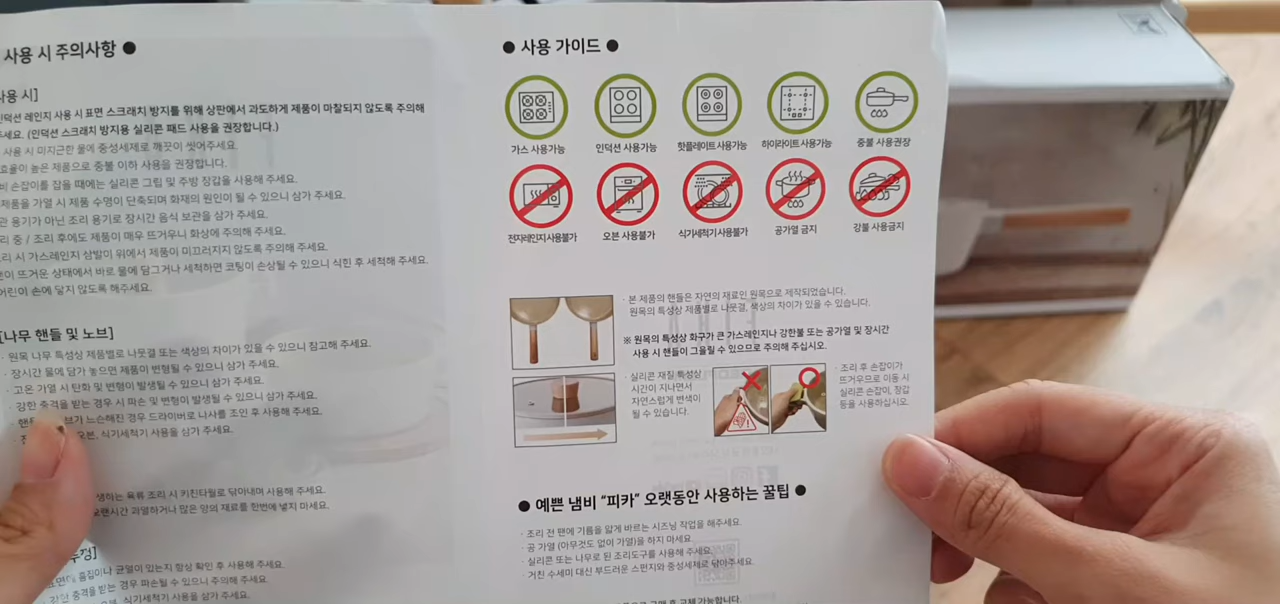 사용 시 주의사항 ●
사용 시]
인덕션 레인지 사용 시 표면 스크래치 방지를 위해 상판에서 과도하게 제품이 마찰되지 않도록 주의해
주세요. (인덕션 스크래치 방지용 실리콘 패드 사용을 권장합니다.)
사용 시 미지근한 물에 중성세제로 깨끗이 씻어주세요.
효율이 높은 제품으로 중불 이하 사용을 권장합니다.
비 손잡이를 잡을 때에는 실리콘 그립 및 주방 장갑을 사용해 주세요.
제품을 가열 시 제품 수명이 단축되며 화재의 원인이 될 수 있으니 삼가 주세요.
관 용기가 아닌 조리 용기로 장시간 음식 보관을 삼가 주세요.
리 중 / 조리 후에도 제품이 매우 뜨거우니 화상에 주의해 주세요.
리 시 가스레인지 삼발이 위에서 제품이 미끄러지지 않도록 주의해 주세요.
뜨거운 상태에서 바로 물에 담그거나 세척하면 코팅이 손상될 수 있으니 식힌 후 세척해 주세요.
어린이 손에 닿지 않도록 해주세요.
[나무 핸들 및 노브]
· 원목 나무 특성상 제품별로 나뭇결 또는 색상의 차이가 있을 수 있으니 참고해 주세요.
· 장시간 물에 담가 놓으면 제품이 변형될 수 있으니 삼가 주세요.
· 고온 가열 시 탄화 및 변형이 발생될 수 있으니 삼가 주세요.
· 강한 충격을 받는 경우 파손 및 변형이 발생될 수 있으니 삼가 주세요.
· 핸들 브가 느슨해진 경우 드라이버로 나사를 조인 후 사용해 주세요.
오븐, 식기세척기 사용을 삼가 주세요.
생하는 육류 조리 시 키친타월로 닦아내며 사용해 주세요.
오랜시간 과열하거나 많은 양의 재료를 한번에 넣지 마세요.
뚜껑]
흠집이나 균열이 있는지 항상 확인 후 사용해 주세요.
강한 충격을 받는 경우 파손될 수 있으니 주의해 주세요.
식기세척기 사용을 삼가 주세요.
● 사용 가이드 ●
가스 사용가능 인덕션 사용가능 핫플레이트 사용가능 하이라이트 사용가능 중불 사용권장
전자레인지 사용불가 오븐 사용불가 식기세척기 사용불가 공가열 금지 강불 사용금지
· 본 제품의 핸들은 자연의 재료인 원목으로 제작되었습니다.
원목의 특성상 제품별로 나뭇결, 색상의 차이가 있을 수 있습니다.
※ 원목의 특성상 화구가 큰 가스레인지나 강한불 또는 공가열 및 장시간
사용 시 핸들이 그을릴 수 있으므로 주의해 주십시오.
· 실리콘 재질 특성상
시간이 지나면서
자연스럽게 변색이
될 수 있습니다.
· 조리 후 손잡이가
뜨거우므로 이동 시
실리콘 손잡이, 장갑
등을 사용하십시오.
● 예쁜 냄비 “피카” 오랫동안 사용하는 꿀팁 ●
· 조리 전 팬에 기름을 얇게 바르는 시즈닝 작업을 해주세요.
· 공 가열 (아무것도 없이 가열)을 하지 마세요.
· 실리콘 또는 나무로 된 조리도구를 사용해 주세요.
· 거친 수세미 대신 부드러운 스펀지와 중성세제로 닦아주세요.
구매 후 교체 가능합니다.